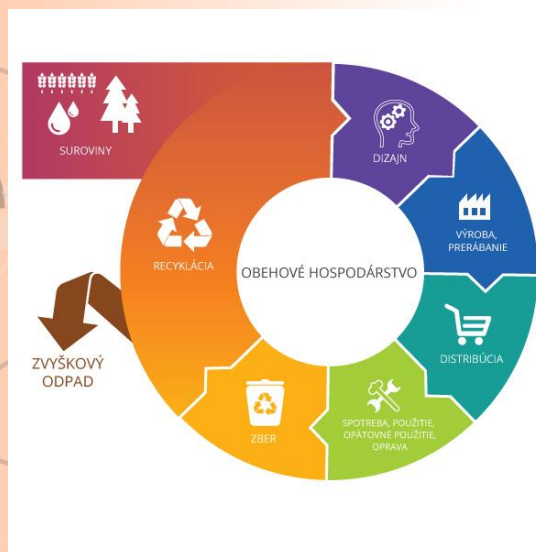 SUROVINY
DIZAJN
VÝROBA,
PRERÁBANIE
DISTRIBÚCIA
SPOTREBA, POUŽITIE,
OPÄTOVNÉ POUŽITIE,
OPRAVA
ZBER
RECYKLÁCIA
ZVYŠKOVÝ
ODPAD
OBEHOVÉ HOSPODÁRSTVO